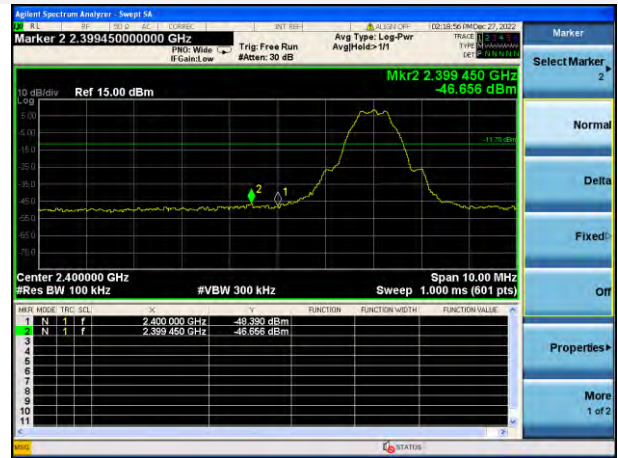 Agilent Spectrum Analyzer - Swept SA
RL RF 50 Ω AC CORREC INT REF ALIGN OFF 02:18:56 PM Dec 27, 2022
Marker 2 2.399450000000 GHz
PNO: Wide
IFGain:Low
Trig: Free Run
#Atten: 30 dB
Avg Type: Log-Pwr
Avg|Hold>1/1
TRACE 1 2 3 4 5 6
TYPE M
DET P N N N N N
Mkr2 2.399 450 GHz
-46.656 dBm
10 dB/div
Log
Ref 15.00 dBm
5.00
-5.00
-15.0
-11.70 dBm
-25.0
-35.0
2
1
-45.0
-55.0
-65.0
-75.0
Center 2.400000 GHz
Span 10.00 MHz
#Res BW 100 kHz
#VBW 300 kHz
Sweep 1.000 ms (601 pts)
MKR MODE TRC SCL X Y FUNCTION FUNCTION WIDTH FUNCTION VALUE
1 N 1 f 2.400 000 GHz -48.390 dBm
2 N 1 f 2.399 450 GHz -46.656 dBm
3
4
5
6
7
8
9
10
11
MSG
STATUS
Marker
Select Marker
2
Normal
Delta
Fixed
Off
Properties
More
1 of 2